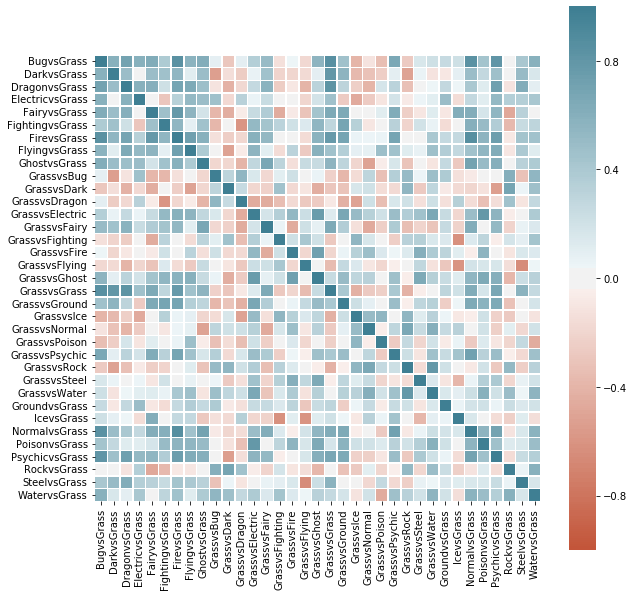 BugvsGrass
DarkvsGrass
DragonvsGrass
ElectricvsGrass
FairyvsGrass
FightingvsGrass
FirevsGrass
FlyingvsGrass
GhostvsGrass
GrassvsBug
GrassvsDark
GrassvsDragon
GrassvsElectric
GrassvsFairy
GrassvsFighting
GrassvsFire
GrassvsFlying
GrassvsGhost
GrassvsGrass
GrassvsGround
GrassvsIce
GrassvsNormal
GrassvsPoison
GrassvsPsychic
GrassvsRock
GrassvsSteel
GrassvsWater
GroundvsGrass
IcevsGrass
NormalvsGrass
PoisonvsGrass
PsychicvsGrass
RockvsGrass
SteelvsGrass
WatervsGrass
BugvsGrass
DarkvsGrass
DragonvsGrass
ElectricvsGrass
FairyvsGrass
FightingvsGrass
FirevsGrass
FlyingvsGrass
GhostvsGrass
GrassvsBug
GrassvsDark
GrassvsDragon
GrassvsElectric
GrassvsFairy
GrassvsFighting
GrassvsFire
GrassvsFlying
GrassvsGhost
GrassvsGrass
GrassvsGround
GrassvsIce
GrassvsNormal
GrassvsPoison
GrassvsPsychic
GrassvsRock
GrassvsSteel
GrassvsWater
GroundvsGrass
IcevsGrass
NormalvsGrass
PoisonvsGrass
PsychicvsGrass
RockvsGrass
SteelvsGrass
WatervsGrass
0.8
0.4
0.0
−0.4
−0.8